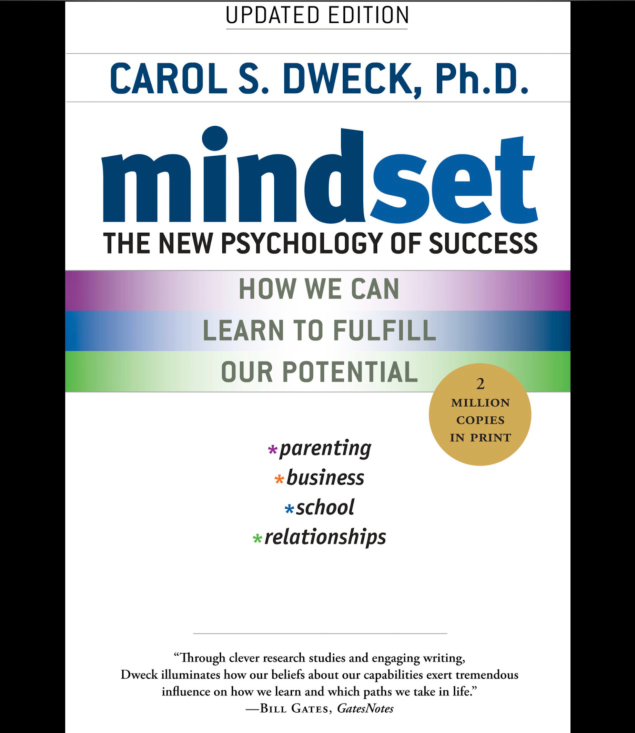 UPDATED EDITION
CAROL S. DWECK, Ph.D.
mindset
THE NEW PSYCHOLOGY OF SUCCESS
HOW WE CAN
LEARN TO FULFILL
OUR POTENTIAL
2
MILLION
COPIES
IN PRINT
*parenting
*business
*school
*relationships
“Through clever research studies and engaging writing,
Dweck illuminates how our beliefs about our capabilities exert tremendous
influence on how we learn and which paths we take in life.”
—BILL GATES, GatesNotes